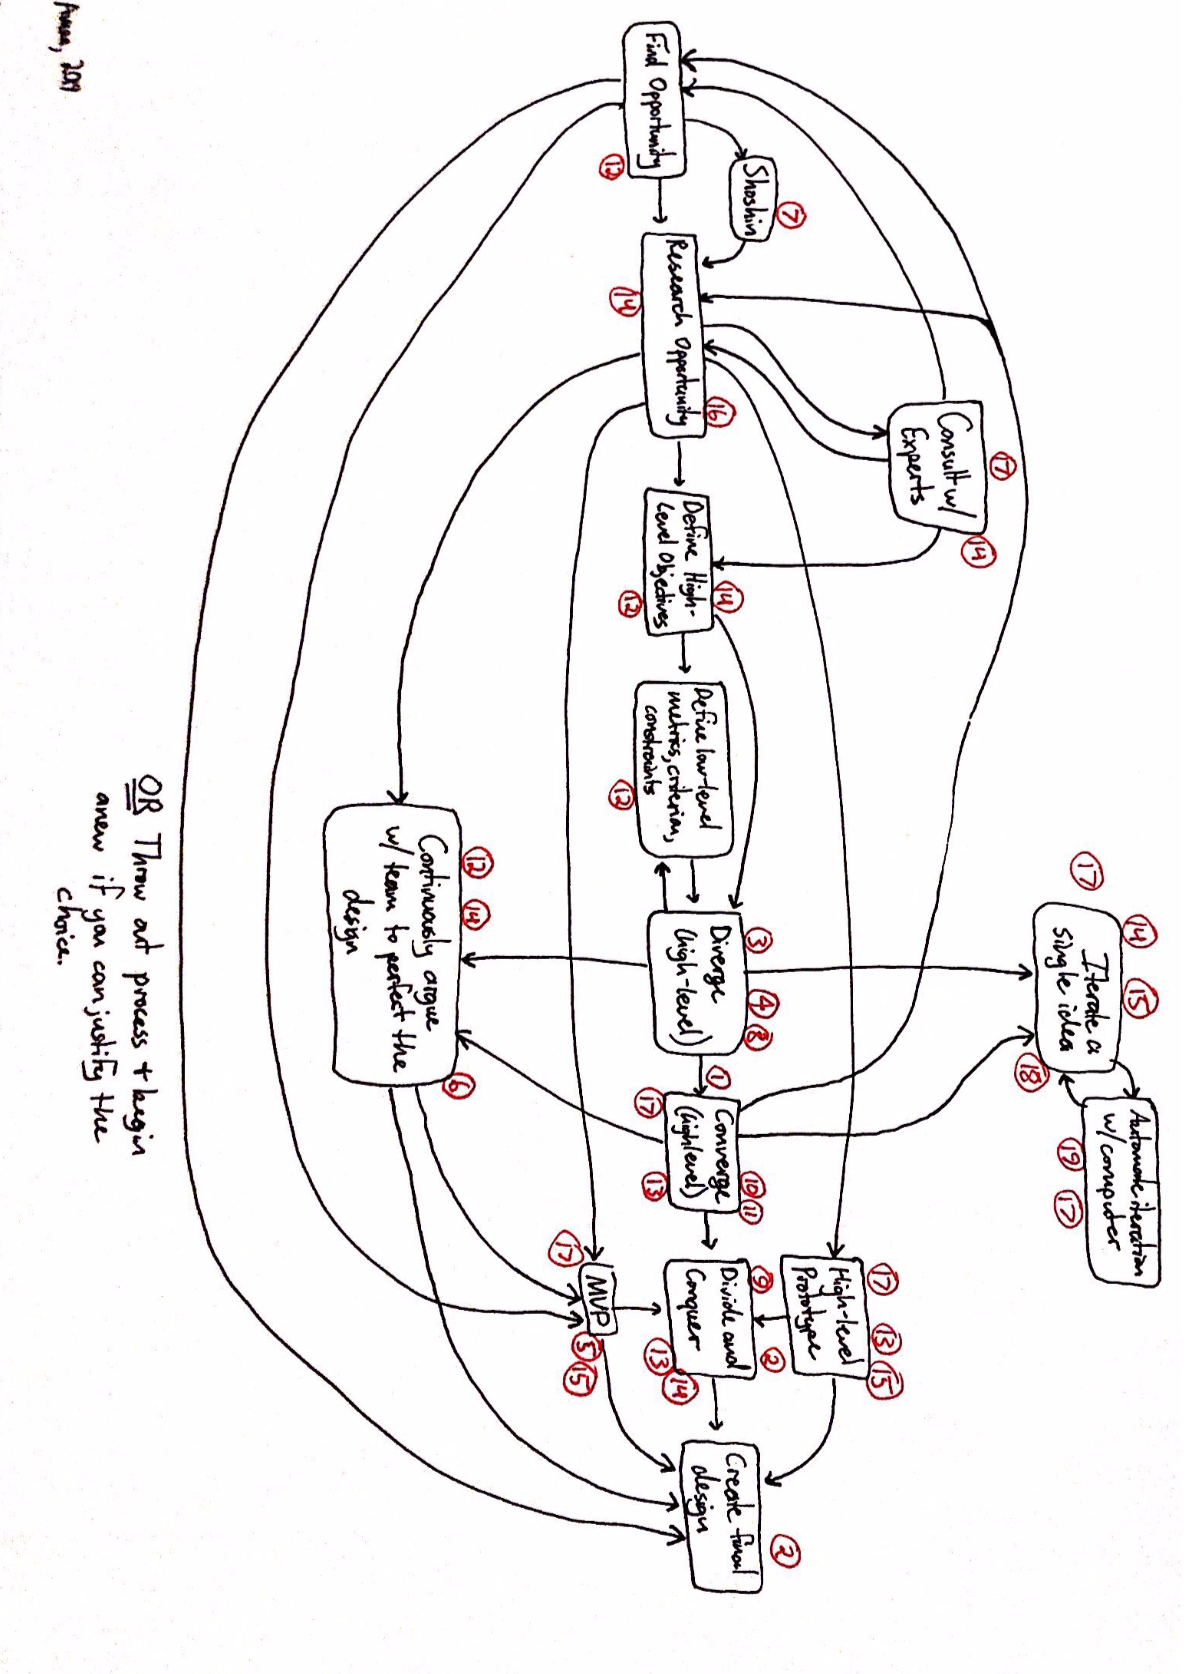 Find Opportunity
12
Shoshin
7
Research Opportunity
14
16
Consult w/
Experts
17
14
Define High-
Level Objectives
14
12
Define low-level
metrics, criterion,
constraints
12
Diverge
(high-level)
3
4
8
1
Converge
(high level)
17
13
10
11
Iterate a
single idea
17
14
15
18
Automate iteration
w/ computer
19
17
Continuously argue
w/ team to perfect the
design
12
14
6
High-level
Prototype
17
13
15
Divide and
Conquer
9
2
13
14
MVP
17
5
15
Create final
design
2
OR Throw out process + begin
anew if you can justify the
choice.
2019